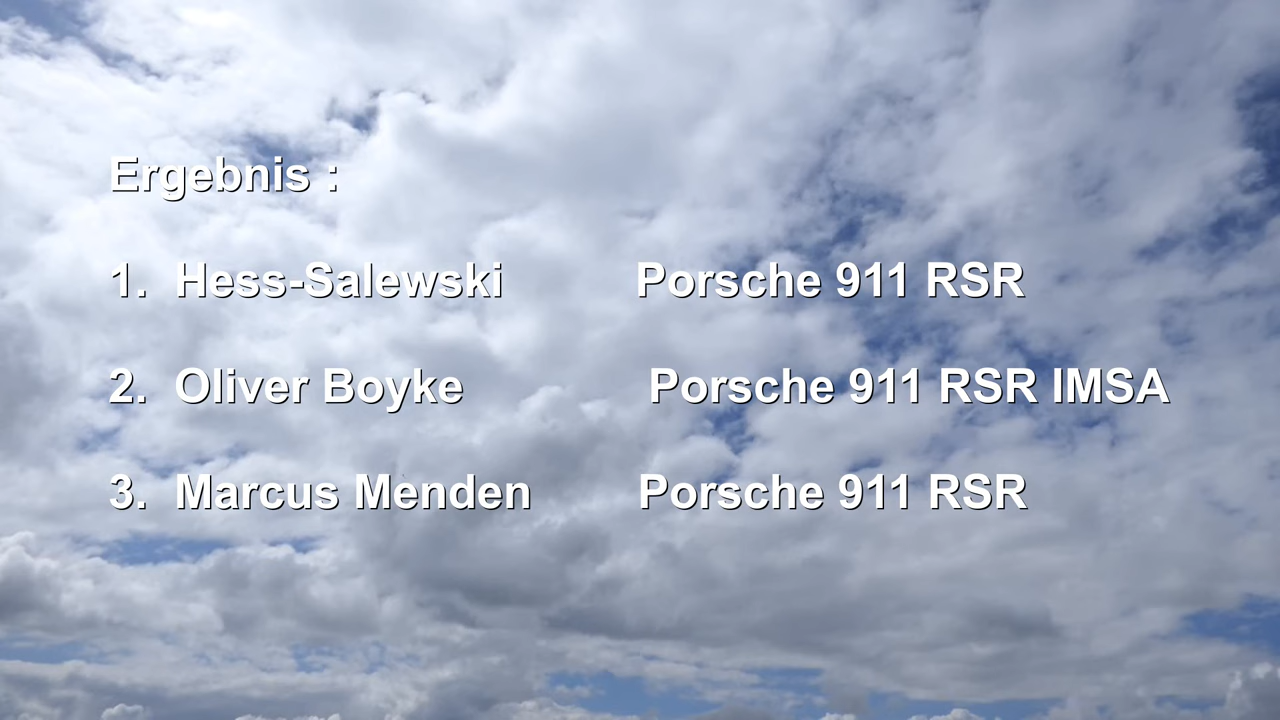 Ergebnis :
1. Hess-Salewski Porsche 911 RSR
2. Oliver Boyke Porsche 911 RSR IMSA
3. Marcus Menden Porsche 911 RSR